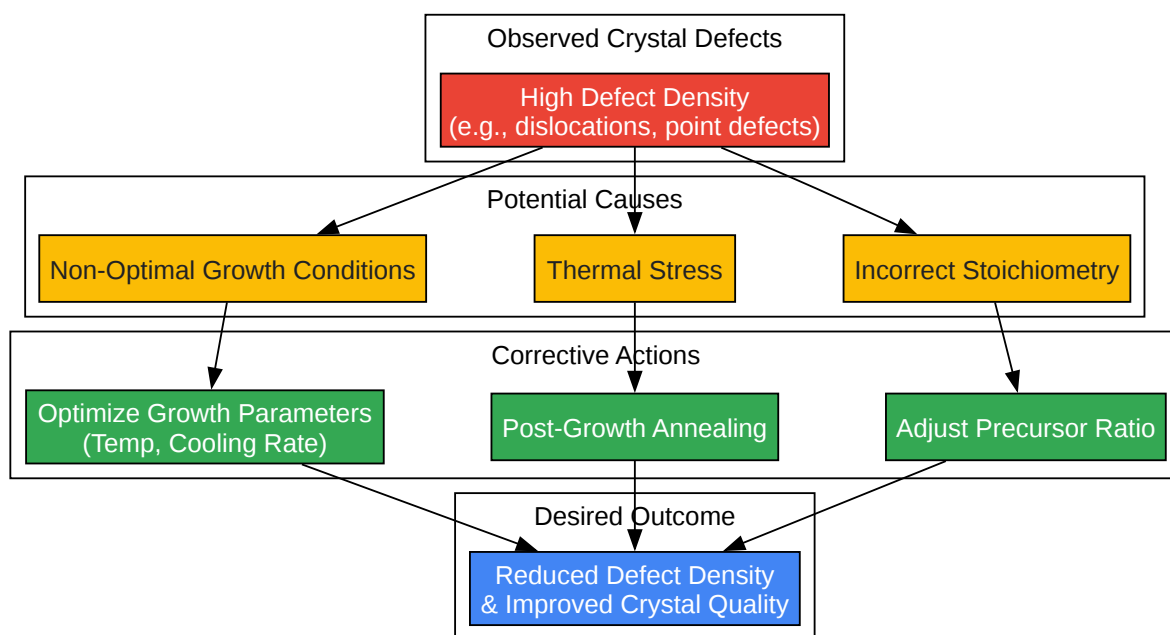 Observed Crystal Defects
High Defect Density
(e.g., dislocations, point defects)
Potential Causes
Non-Optimal Growth Conditions
Thermal Stress
Incorrect Stoichiometry
Corrective Actions
Optimize Growth Parameters
(Temp, Cooling Rate)
Post-Growth Annealing
Adjust Precursor Ratio
Desired Outcome
Reduced Defect Density
& Improved Crystal Quality